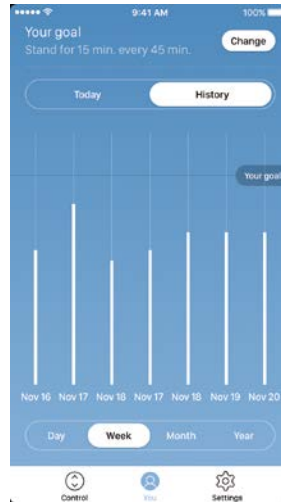 9:41 AM 100%
Your goal
Stand for 15 min. every 45 min.
Change
Today History
Your goal
Nov 16 Nov 17 Nov 18 Nov 17 Nov 18 Nov 19 Nov 20
Day Week Month Year
Control You Settings